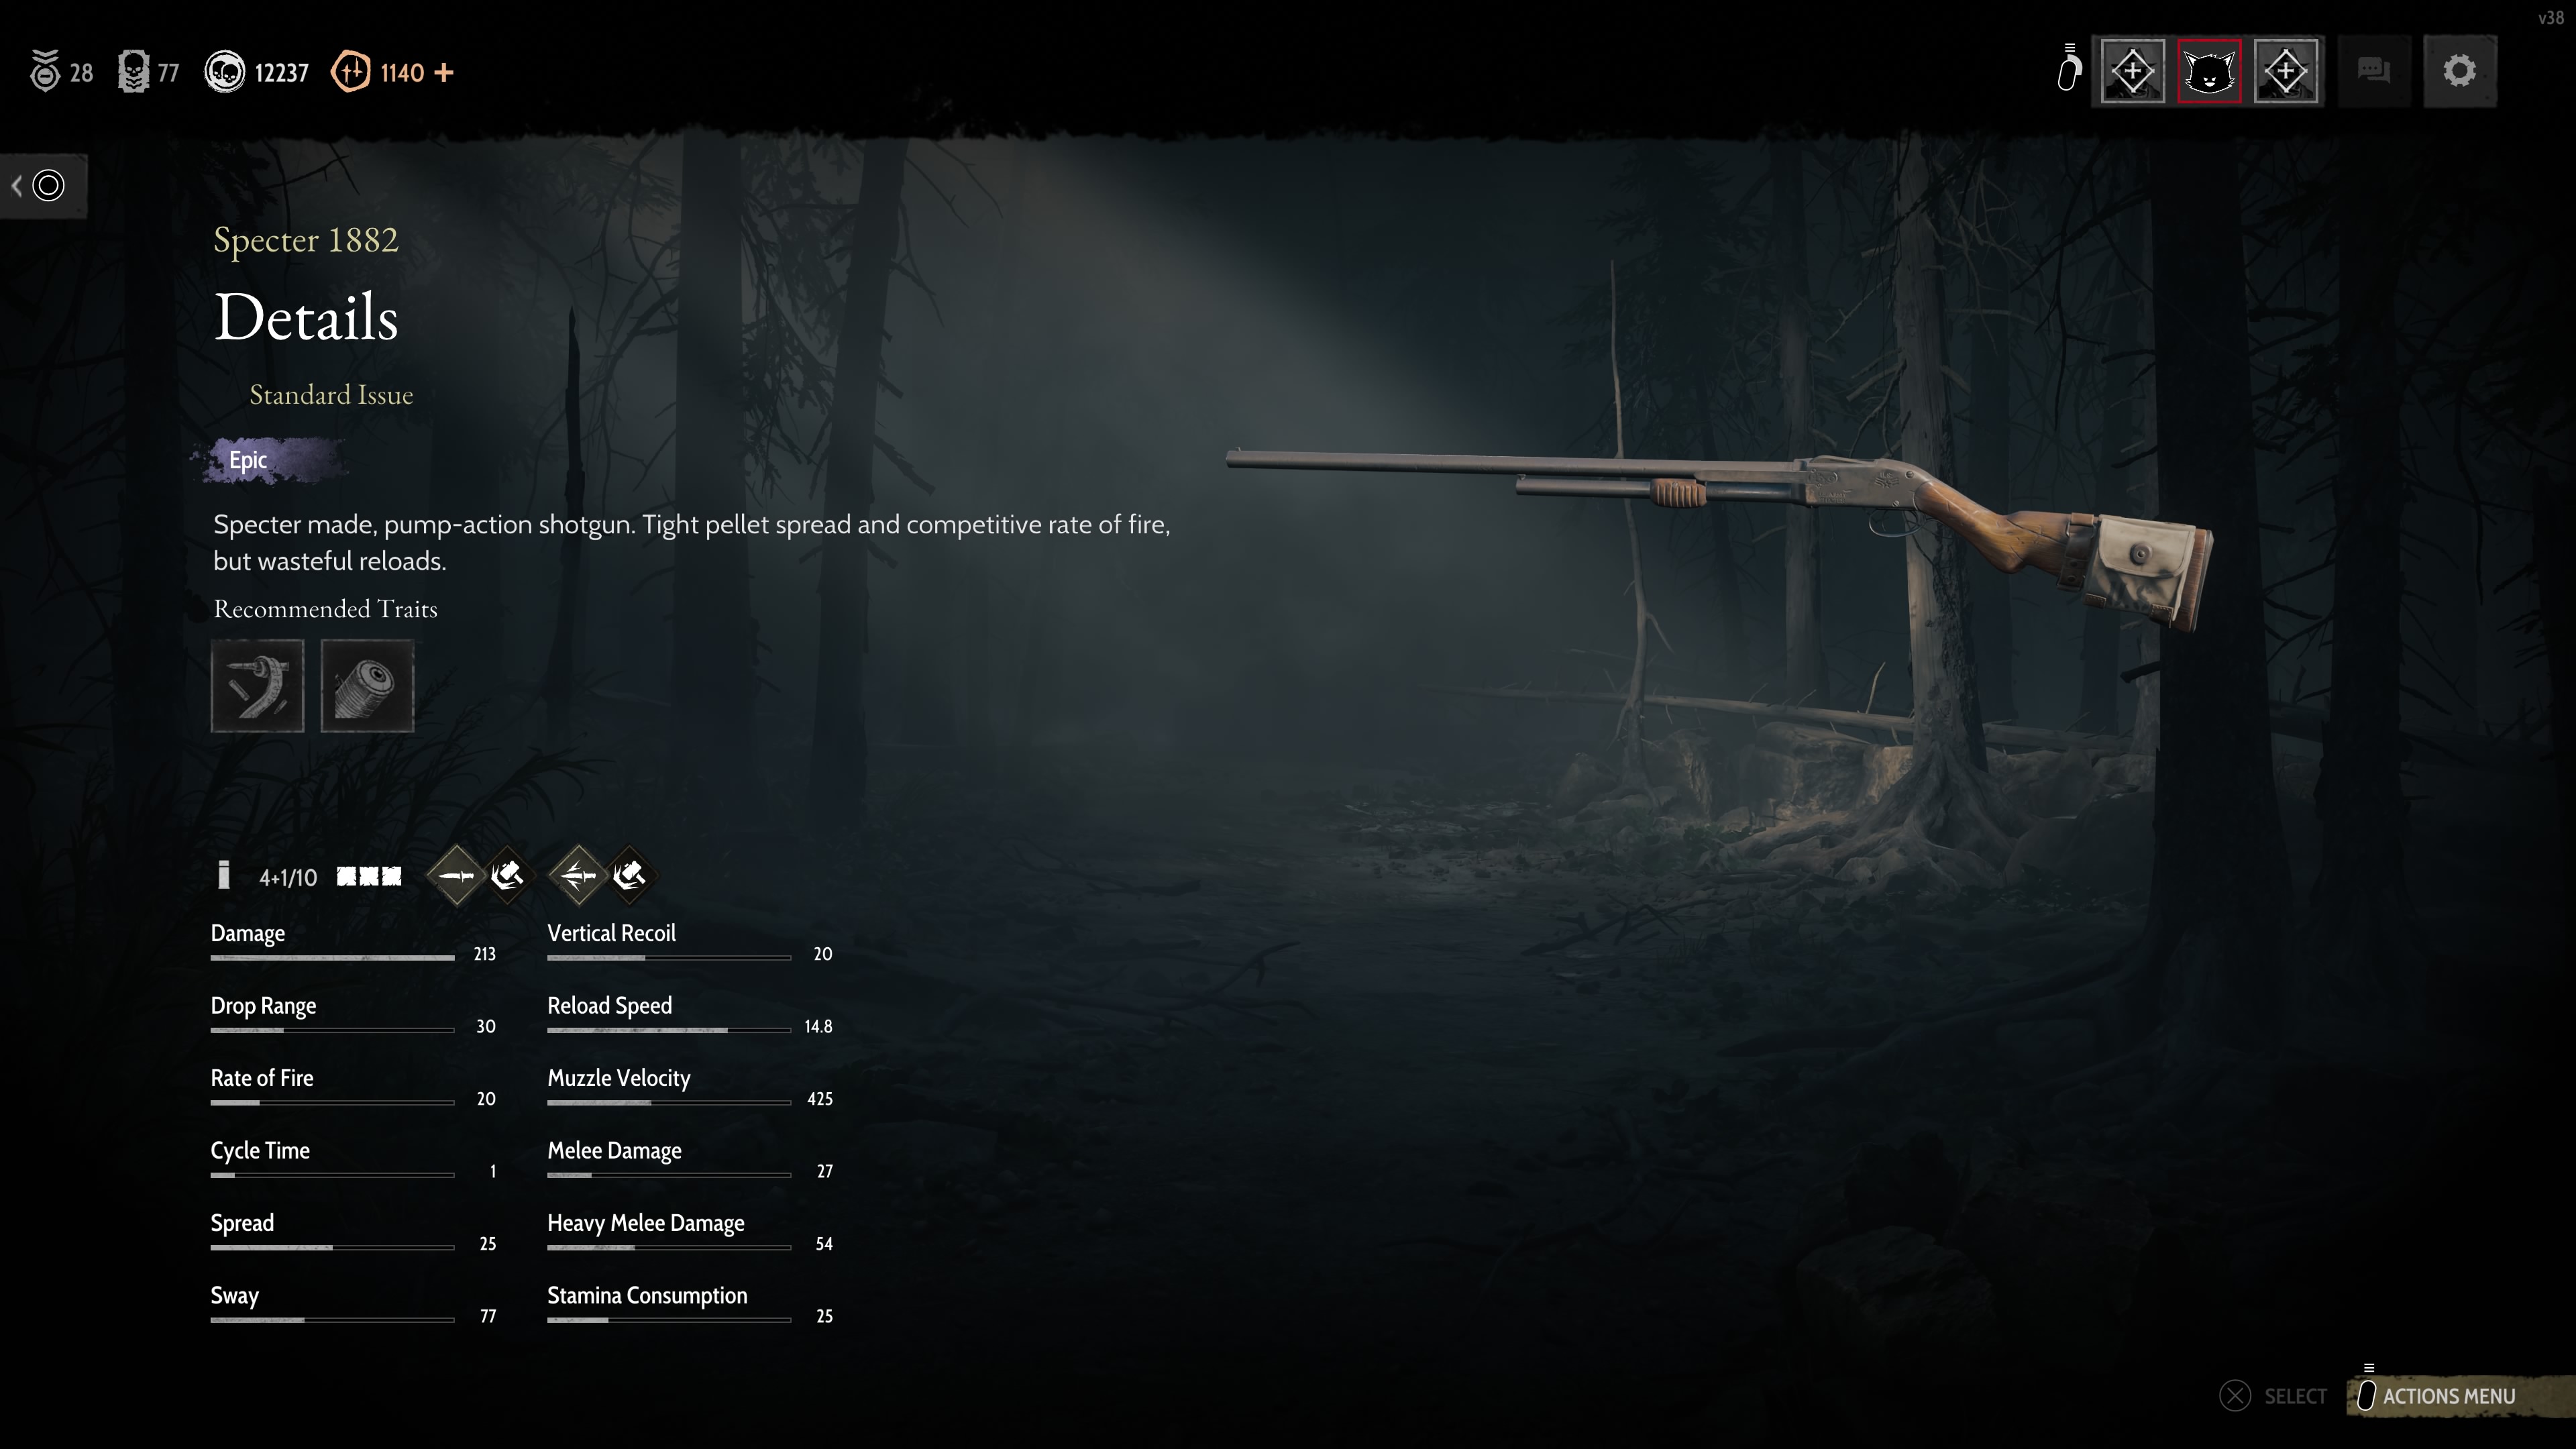 v38
28
77
12237
1140 +
Specter 1882
Details
Standard Issue
Epic
Specter made, pump-action shotgun. Tight pellet spread and competitive rate of fire,
but wasteful reloads.
Recommended Traits
4+1/10
Damage 213
Vertical Recoil 20
Drop Range 30
Reload Speed 14.8
Rate of Fire 20
Muzzle Velocity 425
Cycle Time 1
Melee Damage 27
Spread 25
Heavy Melee Damage 54
Sway 77
Stamina Consumption 25
SELECT
ACTIONS MENU